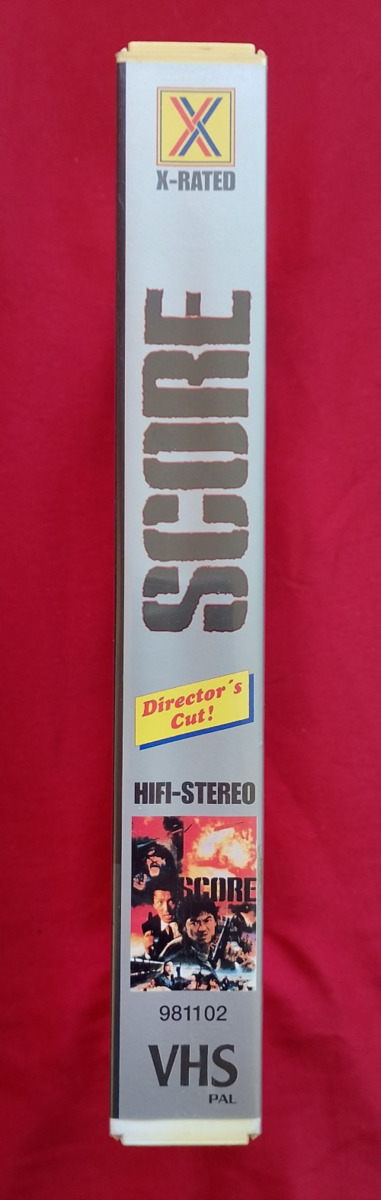 X
X-RATED
SCORE
Director's
Cut!
HIFI-STEREO
SCORE
981102
VHS
PAL